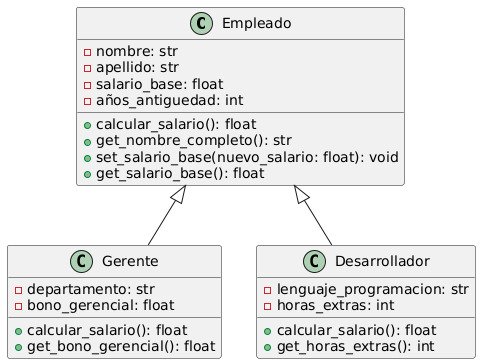 C Empleado
nombre: str
apellido: str
salario_base: float
años_antiguedad: int
calcular_salario(): float
get_nombre_completo(): str
set_salario_base(nuevo_salario: float): void
get_salario_base(): float
C Gerente
departamento: str
bono_gerencial: float
calcular_salario(): float
get_bono_gerencial(): float
C Desarrollador
lenguaje_programacion: str
horas_extras: int
calcular_salario(): float
get_horas_extras(): int